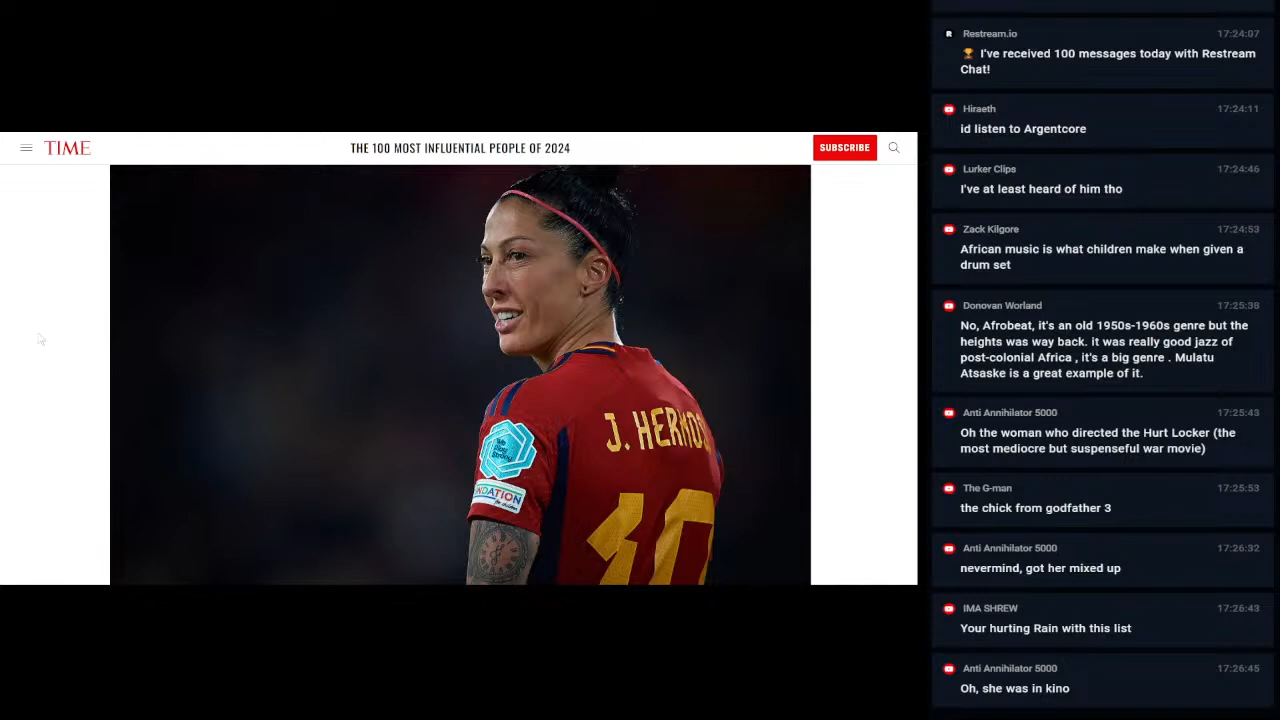 TIME
THE 100 MOST INFLUENTIAL PEOPLE OF 2024
SUBSCRIBE
J. HERMO
We Play Strong
NDATION
for children
10
Restream.io 17:24:07
🏆 I've received 100 messages today with Restream
Chat!
Hiraeth 17:24:11
id listen to Argentcore
Lurker Clips 17:24:46
I've at least heard of him tho
Zack Kilgore 17:24:53
African music is what children make when given a
drum set
Donovan Worland 17:25:38
No, Afrobeat, it's an old 1950s-1960s genre but the
heights was way back. it was really good jazz of
post-colonial Africa , it's a big genre . Mulatu
Atsaske is a great example of it.
Anti Annihilator 5000 17:25:43
Oh the woman who directed the Hurt Locker (the
most mediocre but suspenseful war movie)
The G-man 17:25:53
the chick from godfather 3
Anti Annihilator 5000 17:26:32
nevermind, got her mixed up
IMA SHREW 17:26:43
Your hurting Rain with this list
Anti Annihilator 5000 17:26:45
Oh, she was in kino